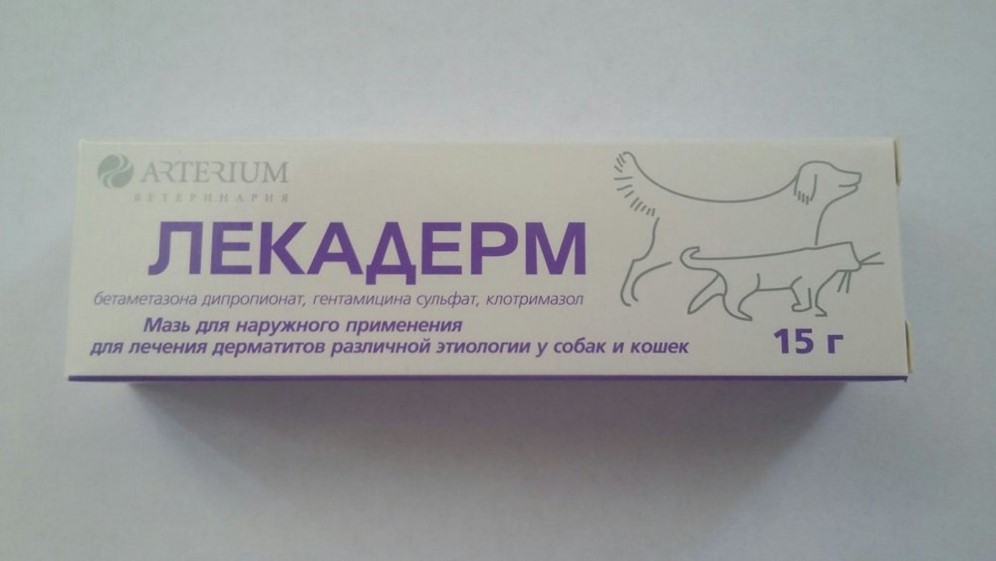 ARTERIUM
ВЕТЕРИНАРИЯ
ЛЕКАДЕРМ
бетаметазона дипропионат, гентамицина сульфат, клотримазол
Мазь для наружного применения
для лечения дерматитов различной этиологии у собак и кошек
15 г